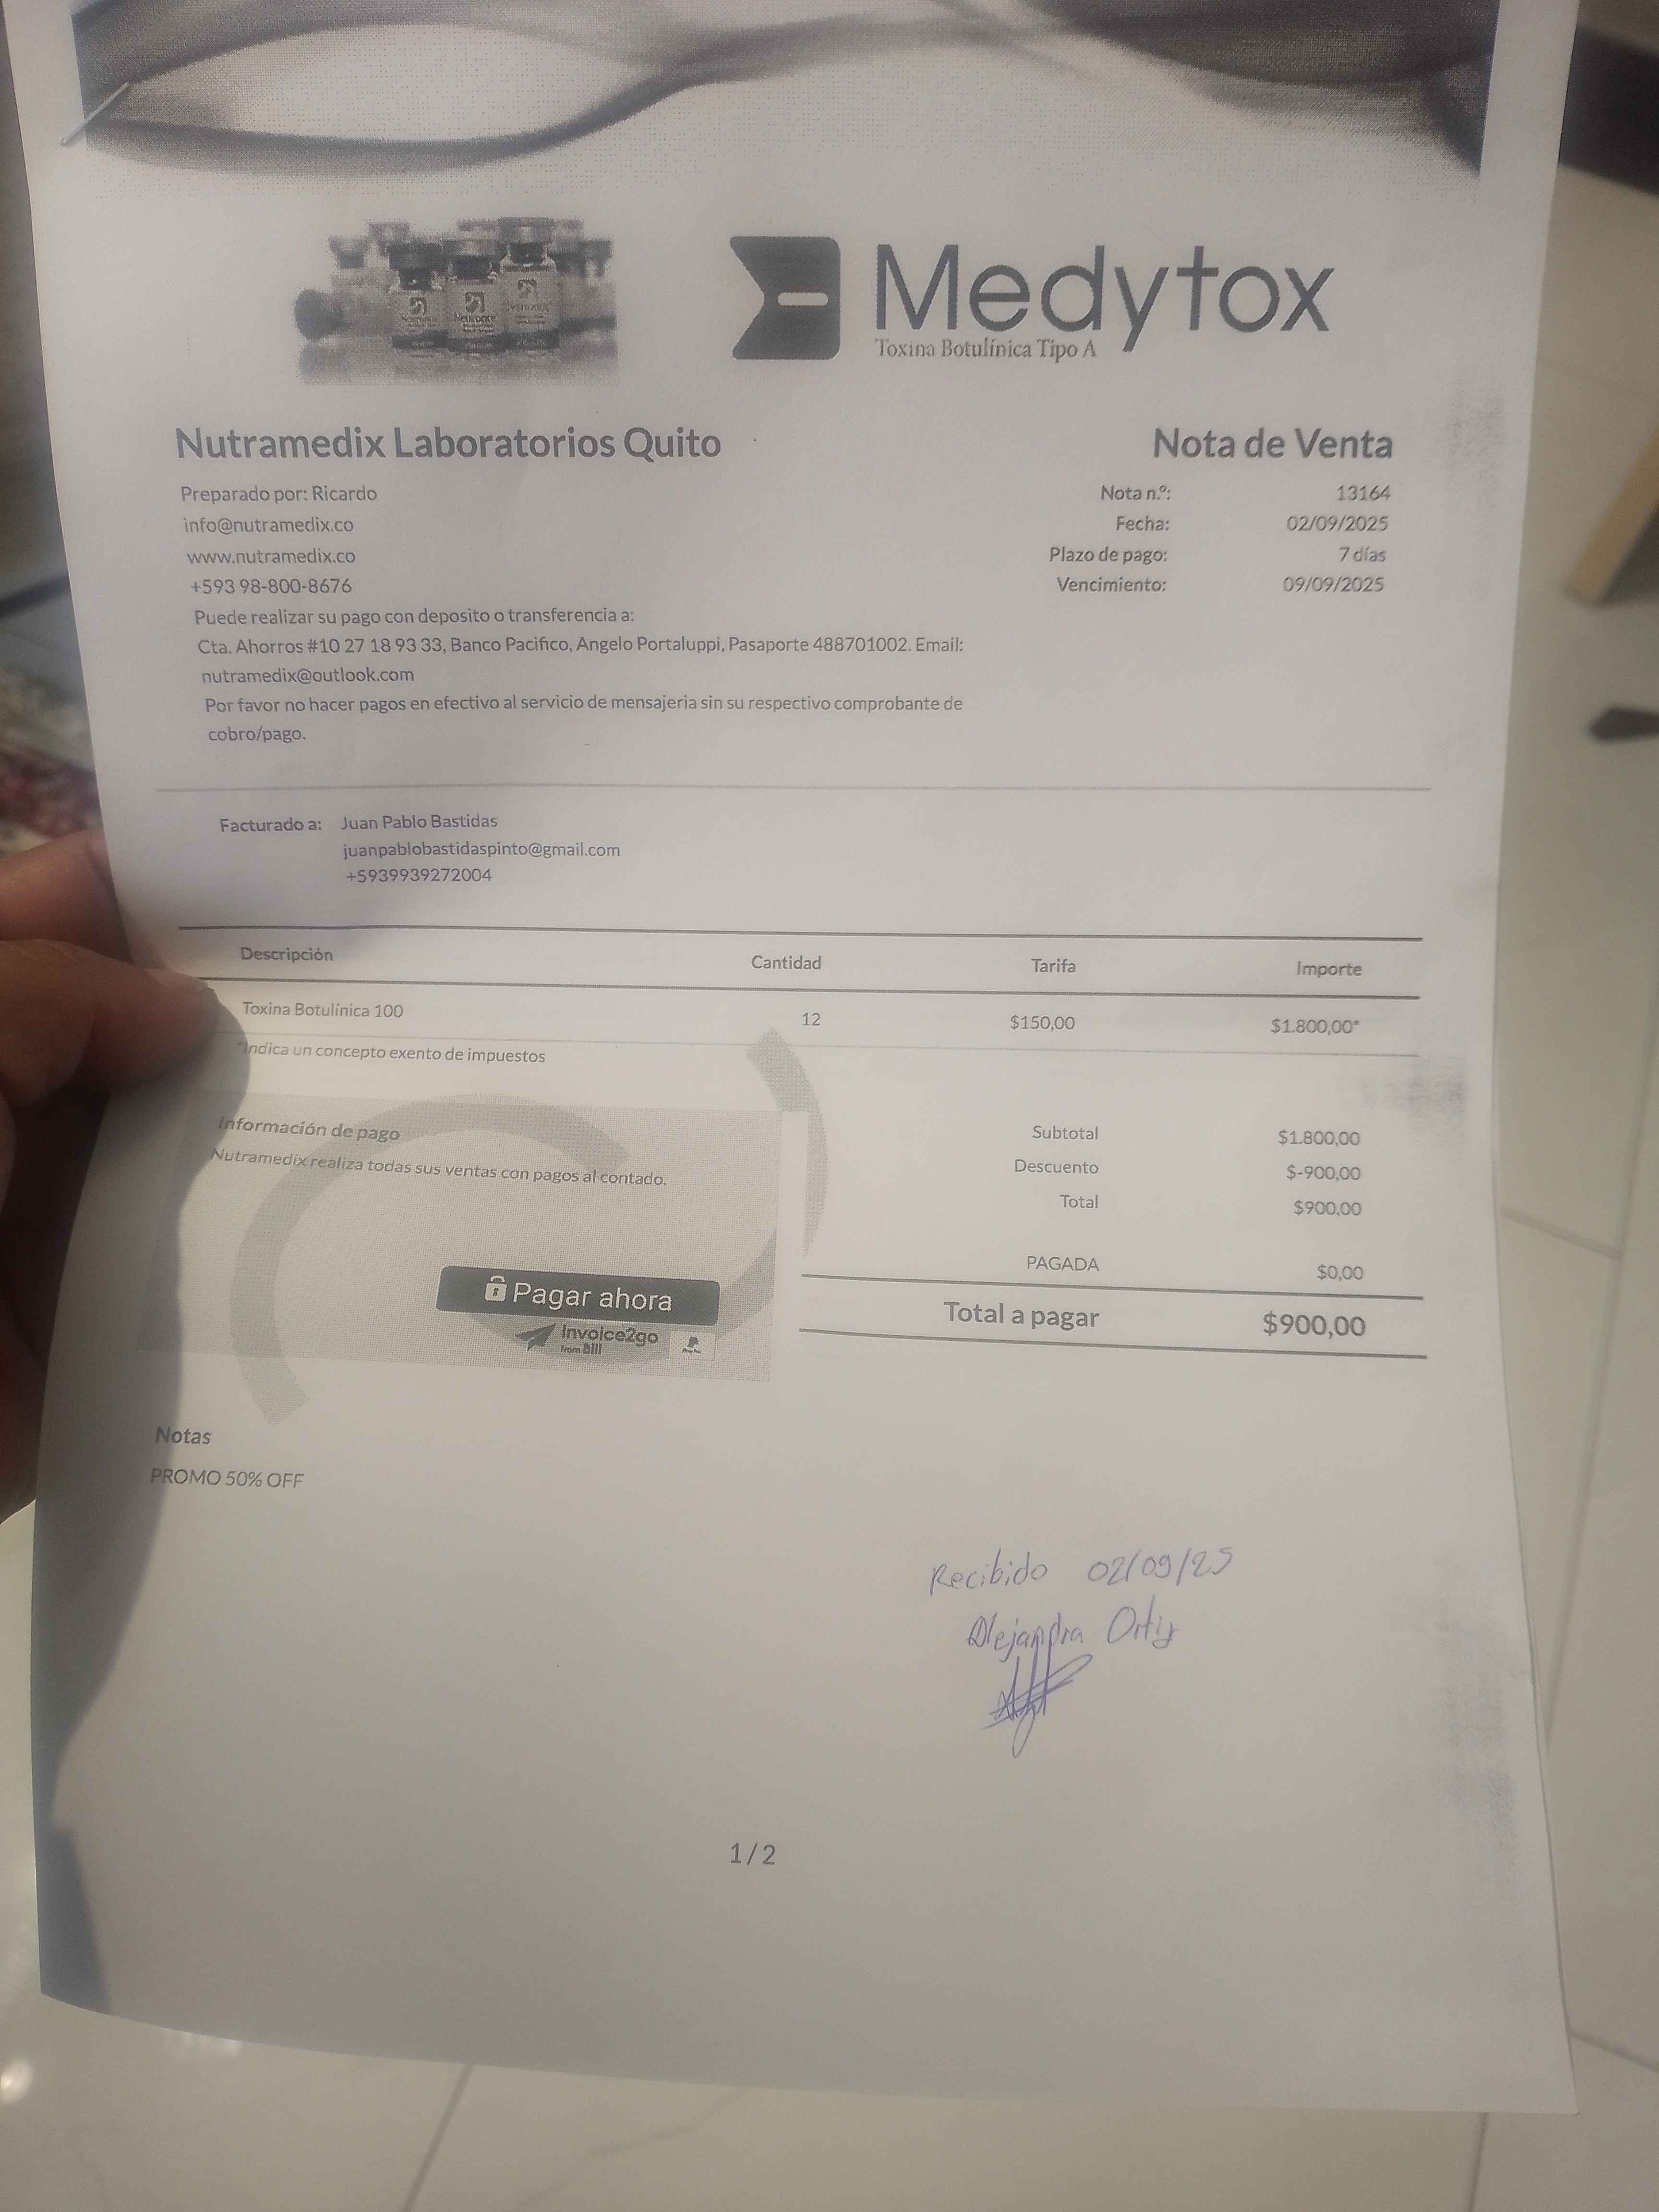 Medytox
Toxina Botulínica Tipo A
Nutramedix Laboratorios Quito
Preparado por: Ricardo
info@nutramedix.co
www.nutramedix.co
+593 98-800-8676
Puede realizar su pago con deposito o transferencia a:
Cta. Ahorros #10 27 18 93 33, Banco Pacifico, Angelo Portaluppi, Pasaporte 488701002. Email:
nutramedix@outlook.com
Por favor no hacer pagos en efectivo al servicio de mensajeria sin su respectivo comprobante de
cobro/pago.
Nota de Venta
Nota n.º: 13164
Fecha: 02/09/2025
Plazo de pago: 7 días
Vencimiento: 09/09/2025
Facturado a: Juan Pablo Bastidas
juanpablobastidaspinto@gmail.com
+5939939272004
Descripción Cantidad Tarifa Importe
Toxina Botulínica 100 12 $150,00 $1.800,00*
*Indica un concepto exento de impuestos
Información de pago
Nutramedix realiza todas sus ventas con pagos al contado.
Pagar ahora
Invoice2go
from Bill
Subtotal $1.800,00
Descuento $-900,00
Total $900,00
PAGADA $0,00
Total a pagar $900,00
Notas
PROMO 50% OFF
Recibido 02/09/25
Alejandra Ortiz
1/2